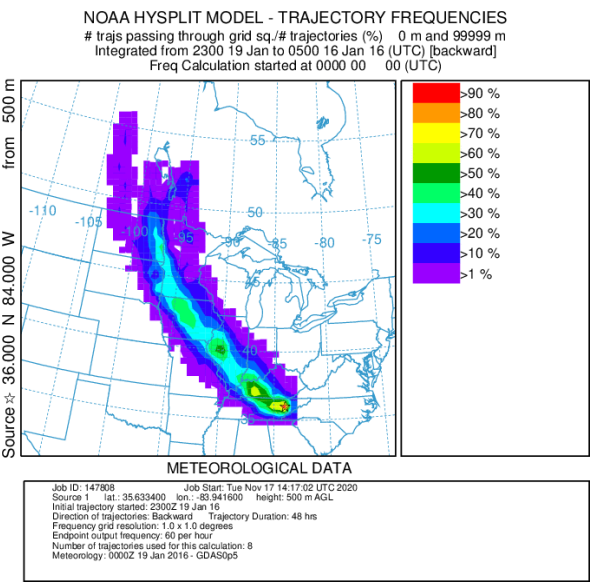 NOAA HYSPLIT MODEL - TRAJECTORY FREQUENCIES
# trajs passing through grid sq./# trajectories (%)    0 m and 99999 m
Integrated from 2300 19 Jan to 0500 16 Jan 16 (UTC) [backward]
Freq Calculation started at 0000 00    00 (UTC)
Source ☆ 36.000 N 84.000 W    from 500 m
>90 %
>80 %
>70 %
>60 %
>50 %
>40 %
>30 %
>20 %
>10 %
>1 %
55
50
-110
-105
-100
-95
-90
-85
-80
-75
40
35
METEOROLOGICAL DATA
Job ID: 147808    Job Start: Tue Nov 17 14:17:02 UTC 2020
Source 1    lat.: 35.633400    lon.: -83.941600    height: 500 m AGL
Initial trajectory started: 2300Z 19 Jan 16
Direction of trajectories: Backward    Trajectory Duration: 48 hrs
Frequency grid resolution: 1.0 x 1.0 degrees
Endpoint output frequency: 60 per hour
Number of trajectories used for this calculation: 8
Meteorology: 0000Z 19 Jan 2016 - GDAS0p5